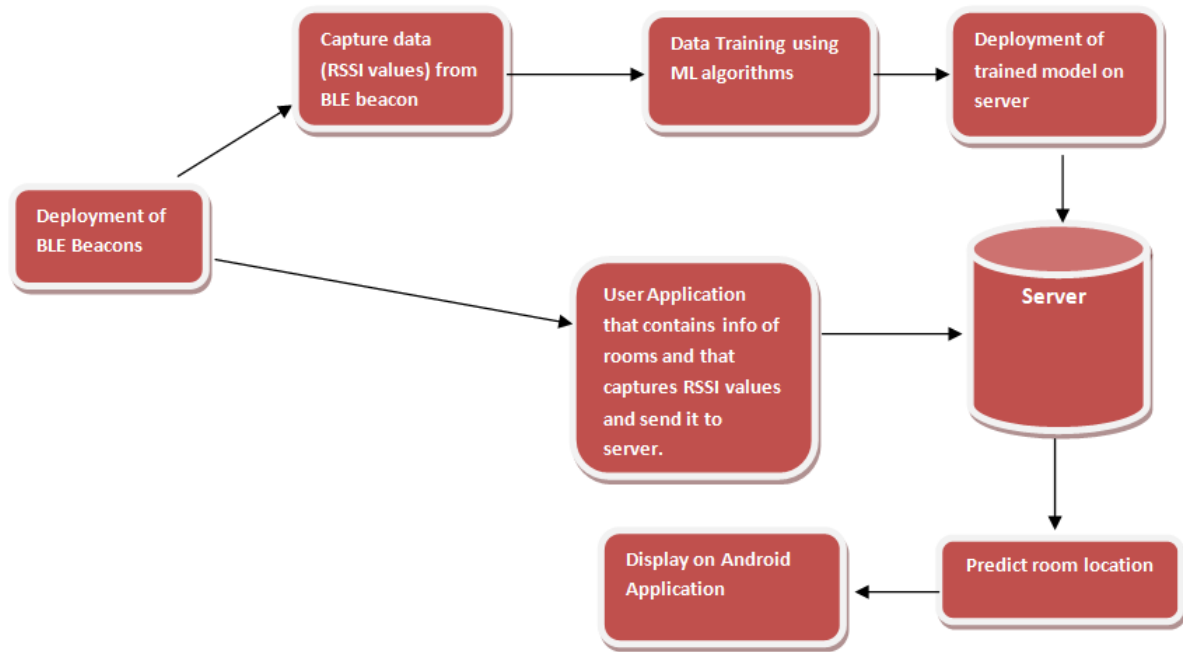 Capture data
(RSSI values) from
BLE beacon
Data Training using
ML algorithms
Deployment of
trained model on
server
Deployment of
BLE Beacons
User Application
that contains info of
rooms and that
captures RSSI values
and send it to
server.
Server
Predict room location
Display on Android
Application